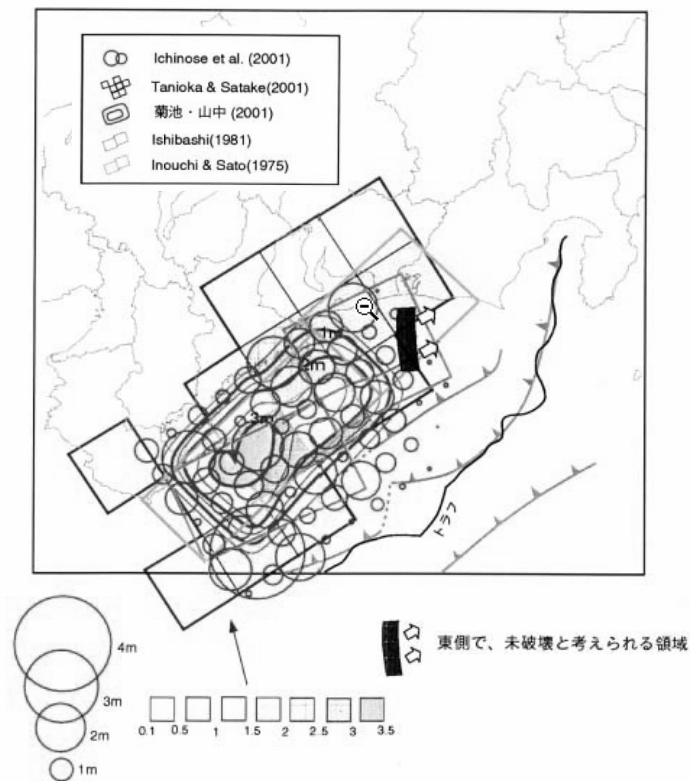 Ichinose et al. (2001)
Tanioka & Satake(2001)
菊池・山中 (2001)
Ishibashi(1981)
Inouchi & Sato(1975)
1m
2m
3m
トラフ
4m
3m
2m
1m
0.1 0.5 1 1.5 2 2.5 3 3.5
東側で、未破壊と考えられる領域